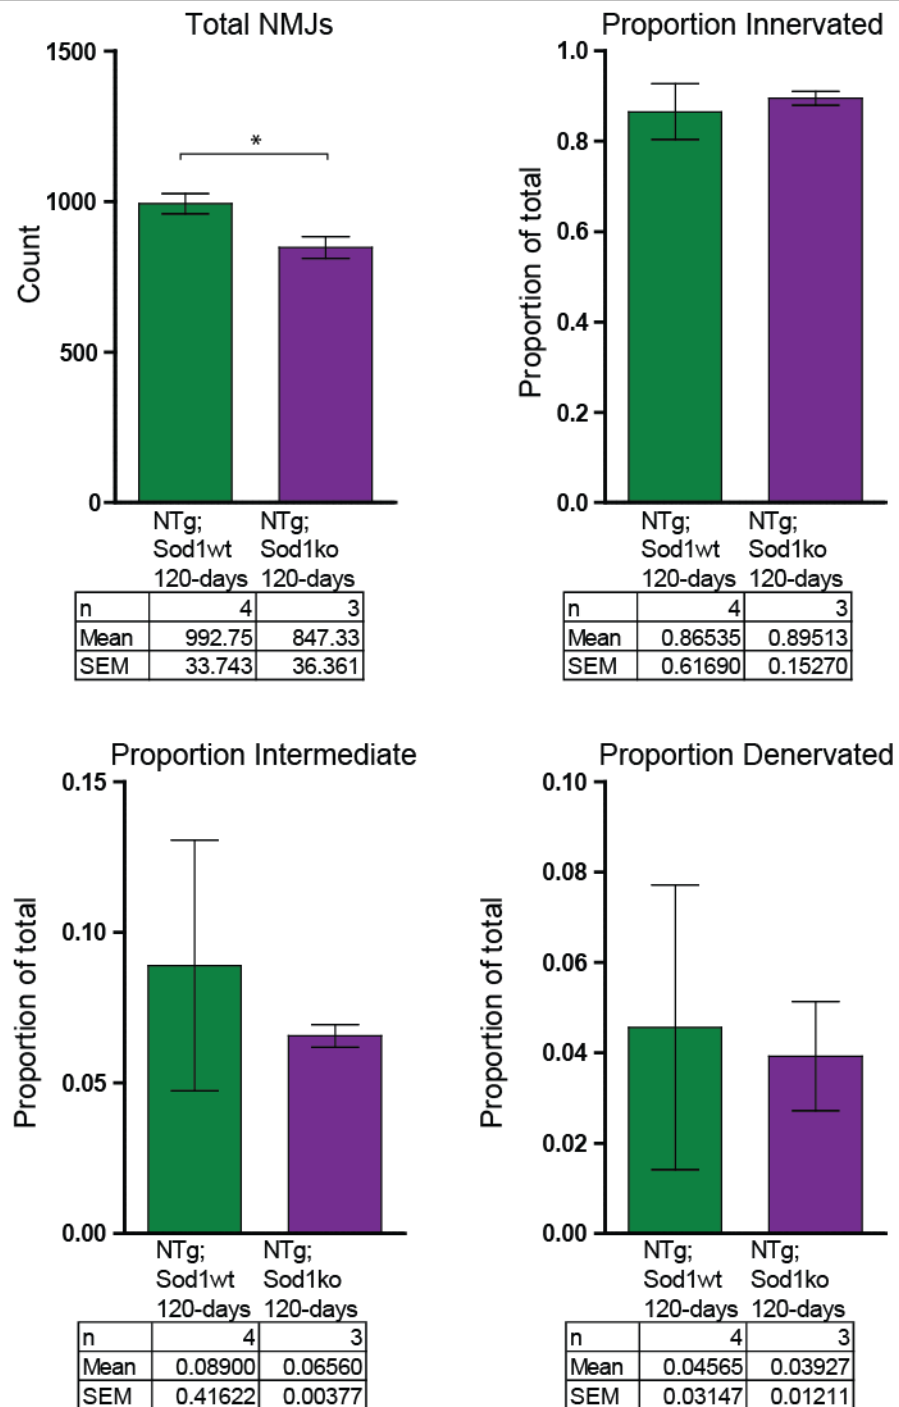 Total NMJs
1500
1000
500
0
Count
*
NTg; NTg;
Sod1wt Sod1ko
120-days 120-days
n 4 3
Mean 992.75 847.33
SEM 33.743 36.361
Proportion Innervated
1.0
0.8
0.6
0.4
0.2
0.0
Proportion of total
NTg; NTg;
Sod1wt Sod1ko
120-days 120-days
n 4 3
Mean 0.86535 0.89513
SEM 0.61690 0.15270
Proportion Intermediate
0.15
0.10
0.05
0.00
Proportion of total
NTg; NTg;
Sod1wt Sod1ko
120-days 120-days
n 4 3
Mean 0.08900 0.06560
SEM 0.41622 0.00377
Proportion Denervated
0.10
0.08
0.06
0.04
0.02
0.00
Proportion of total
NTg; NTg;
Sod1wt Sod1ko
120-days 120-days
n 4 3
Mean 0.04565 0.03927
SEM 0.03147 0.01211